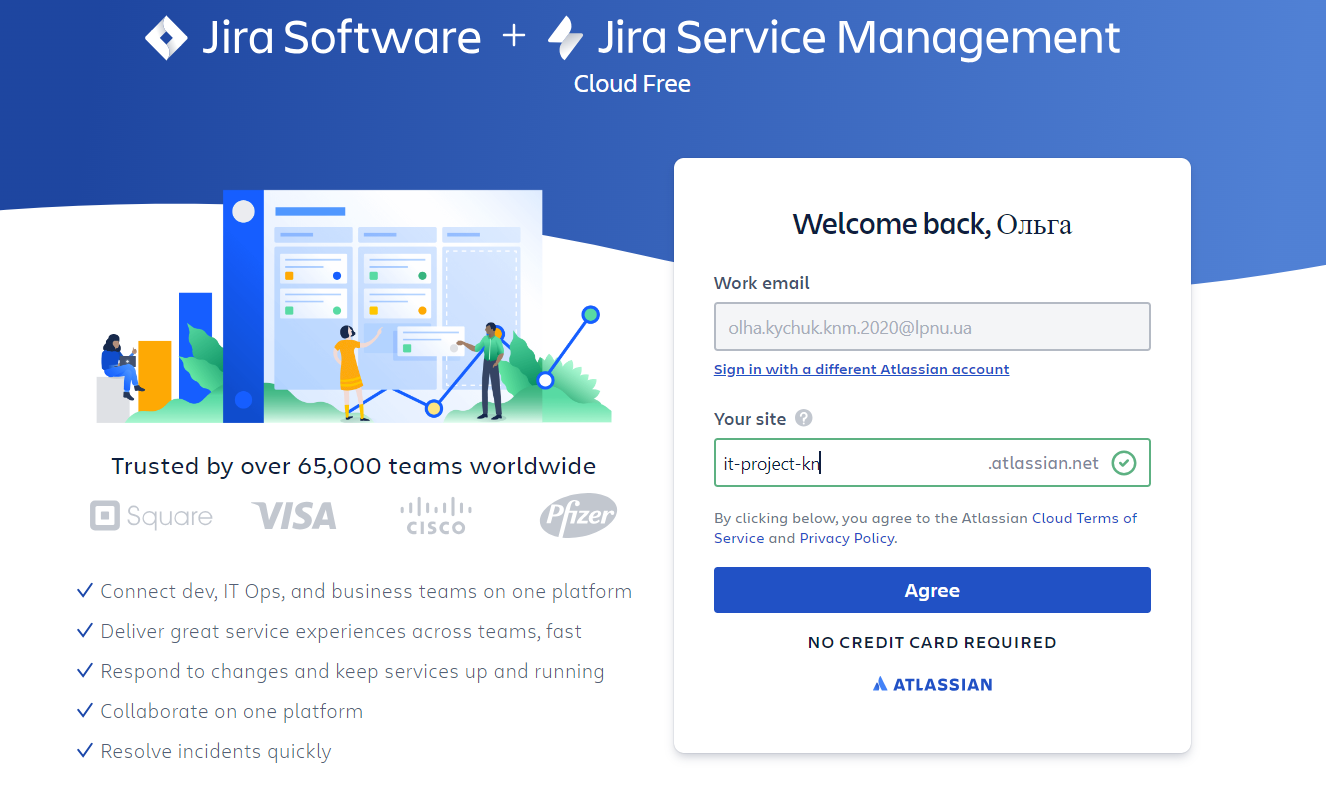 Jira Software + Jira Service Management
Cloud Free
Welcome back, Ольга
Work email
olha.kychuk.knm.2020@lpnu.ua
Sign in with a different Atlassian account
Your site ?
it-project-kn .atlassian.net
By clicking below, you agree to the Atlassian Cloud Terms of
Service and Privacy Policy.
Agree
NO CREDIT CARD REQUIRED
ATLASSIAN
Trusted by over 65,000 teams worldwide
Square VISA CISCO Pfizer
Connect dev, IT Ops, and business teams on one platform
Deliver great service experiences across teams, fast
Respond to changes and keep services up and running
Collaborate on one platform
Resolve incidents quickly